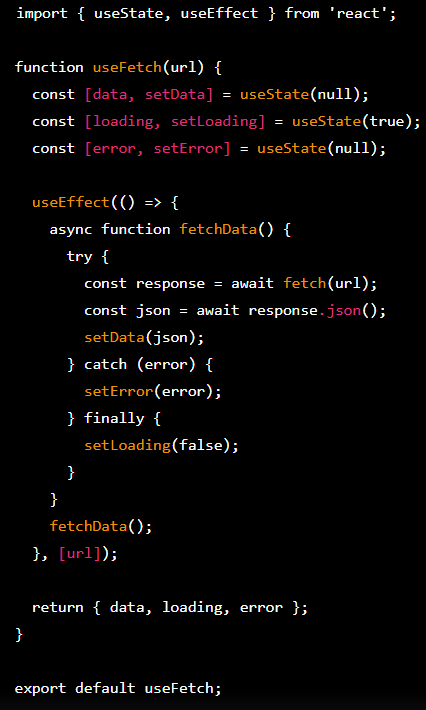 import { useState, useEffect } from 'react';
function useFetch(url) {
const [data, setData] = useState(null);
const [loading, setLoading] = useState(true);
const [error, setError] = useState(null);
useEffect(() => {
async function fetchData() {
try {
const response = await fetch(url);
const json = await response.json();
setData(json);
} catch (error) {
setError(error);
} finally {
setLoading(false);
}
}
fetchData();
}, [url]);
return { data, loading, error };
}
export default useFetch;